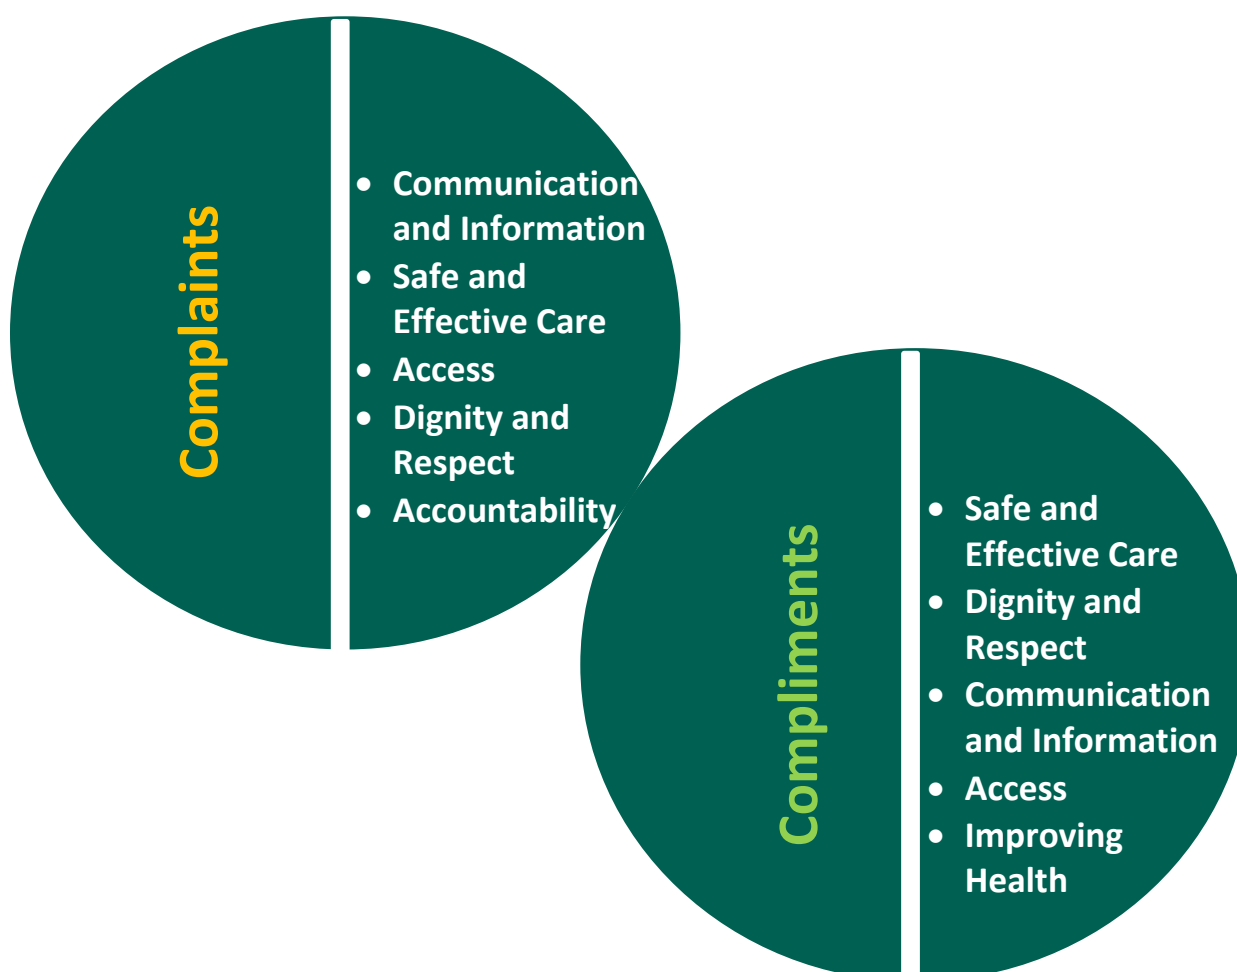 Complaints
• Communication
and Information
• Safe and
Effective Care
• Access
• Dignity and
Respect
• Accountability
Compliments
• Safe and
Effective Care
• Dignity and
Respect
• Communication
and Information
• Access
• Improving
Health